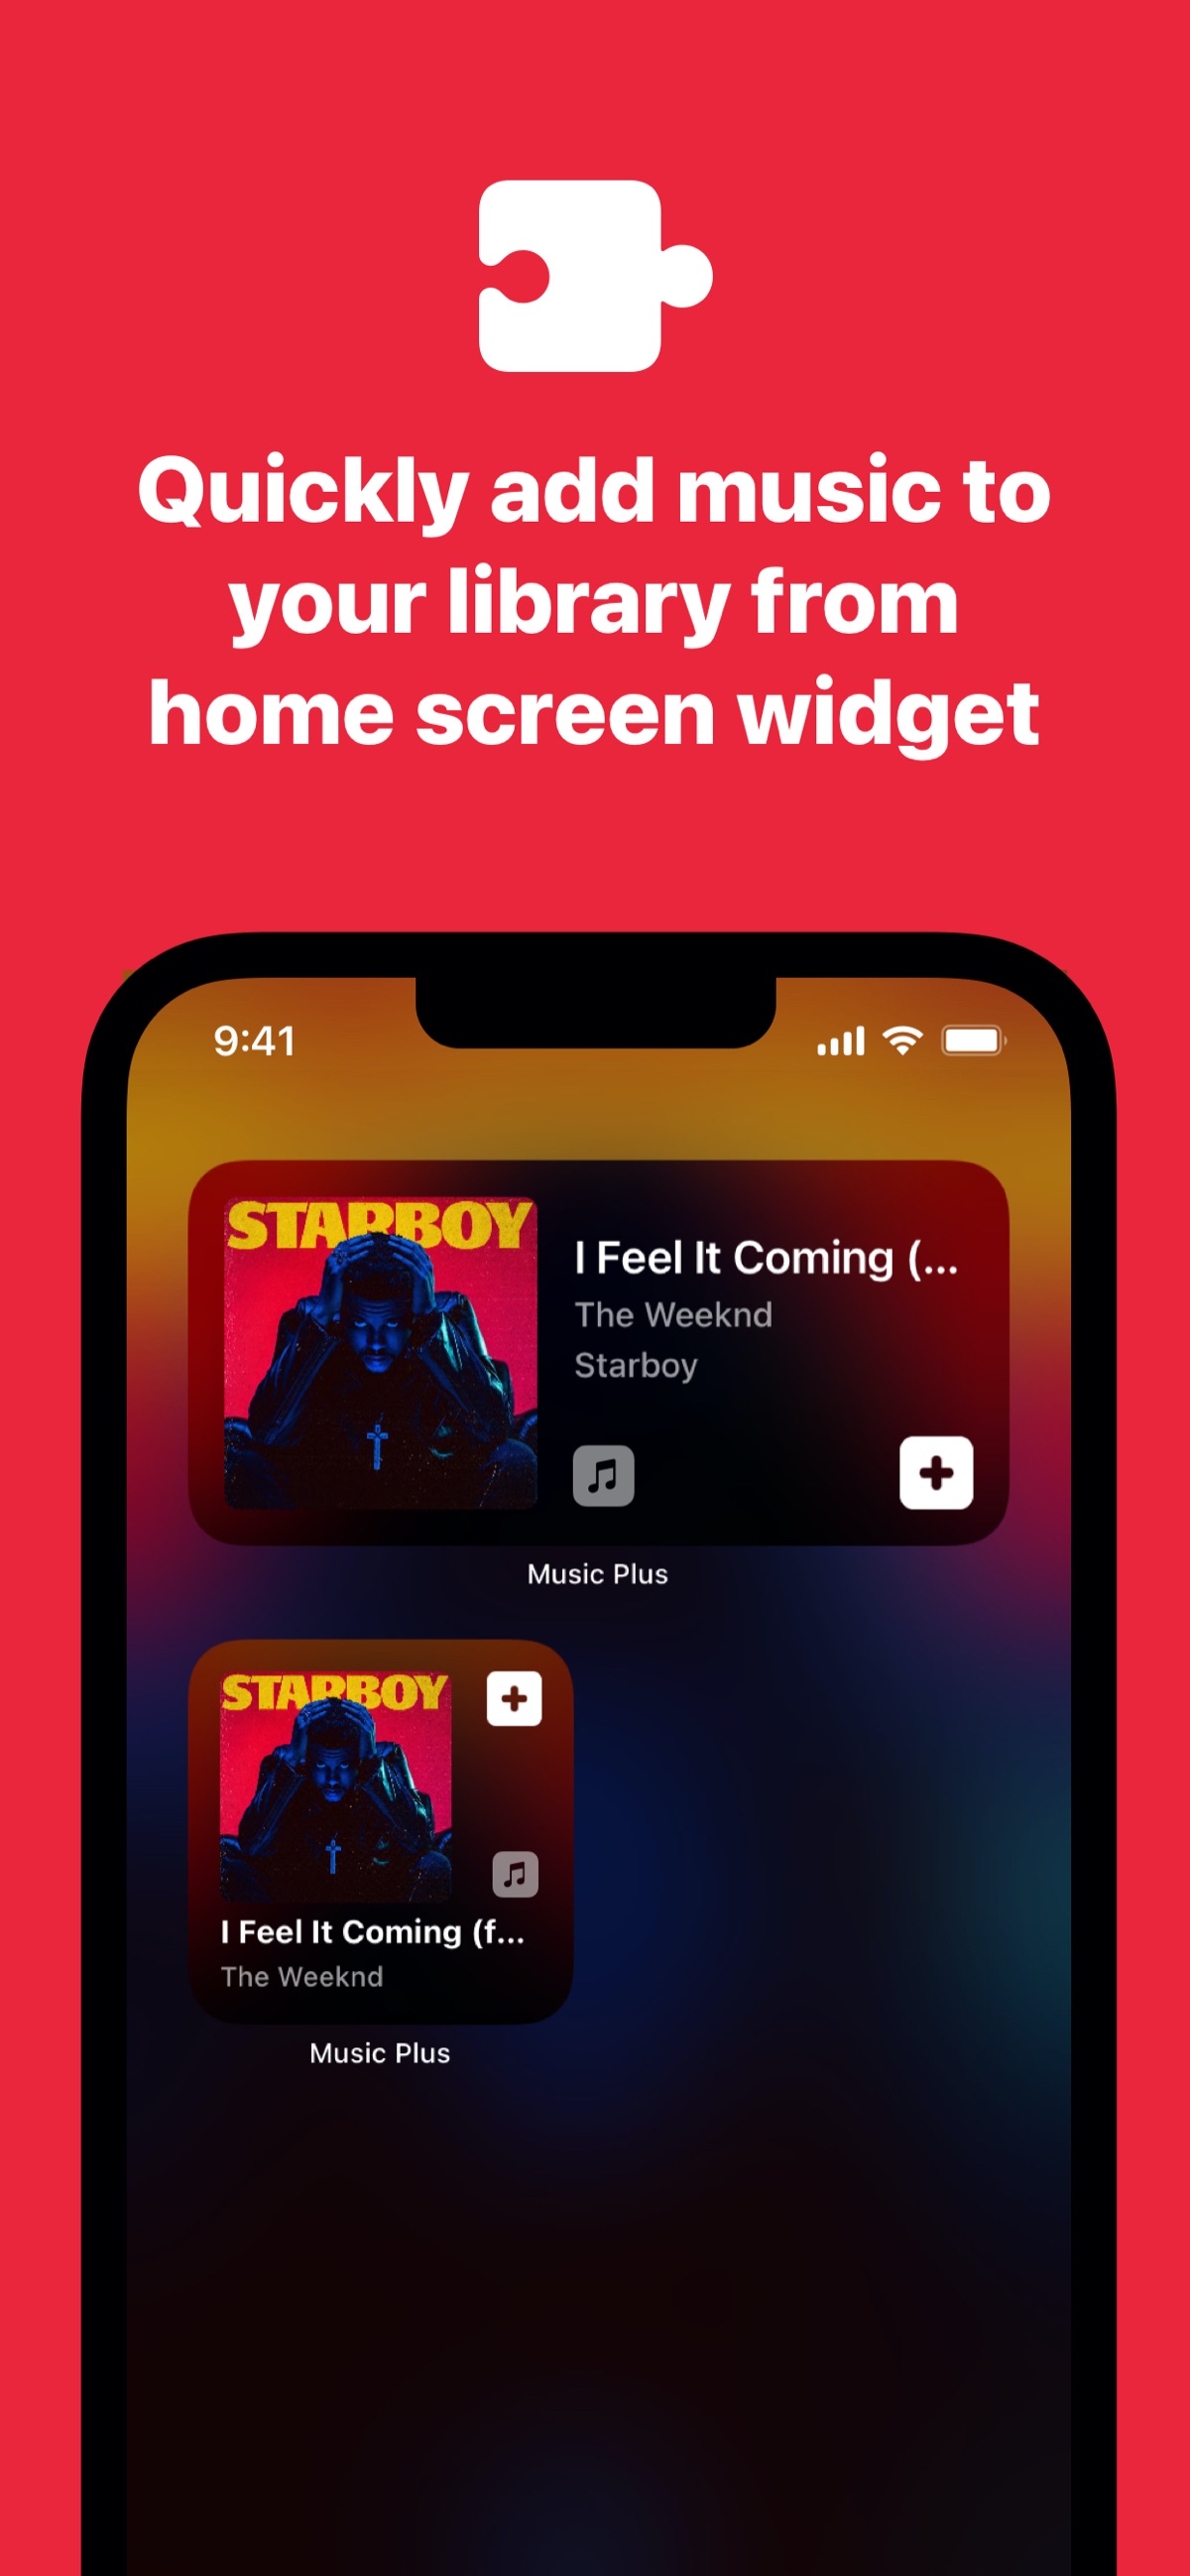 Quickly add music to
your library from
home screen widget
9:41
STARBOY
I Feel It Coming (...
The Weeknd
Starboy
Music Plus
STARBOY
I Feel It Coming (f...
The Weeknd
Music Plus